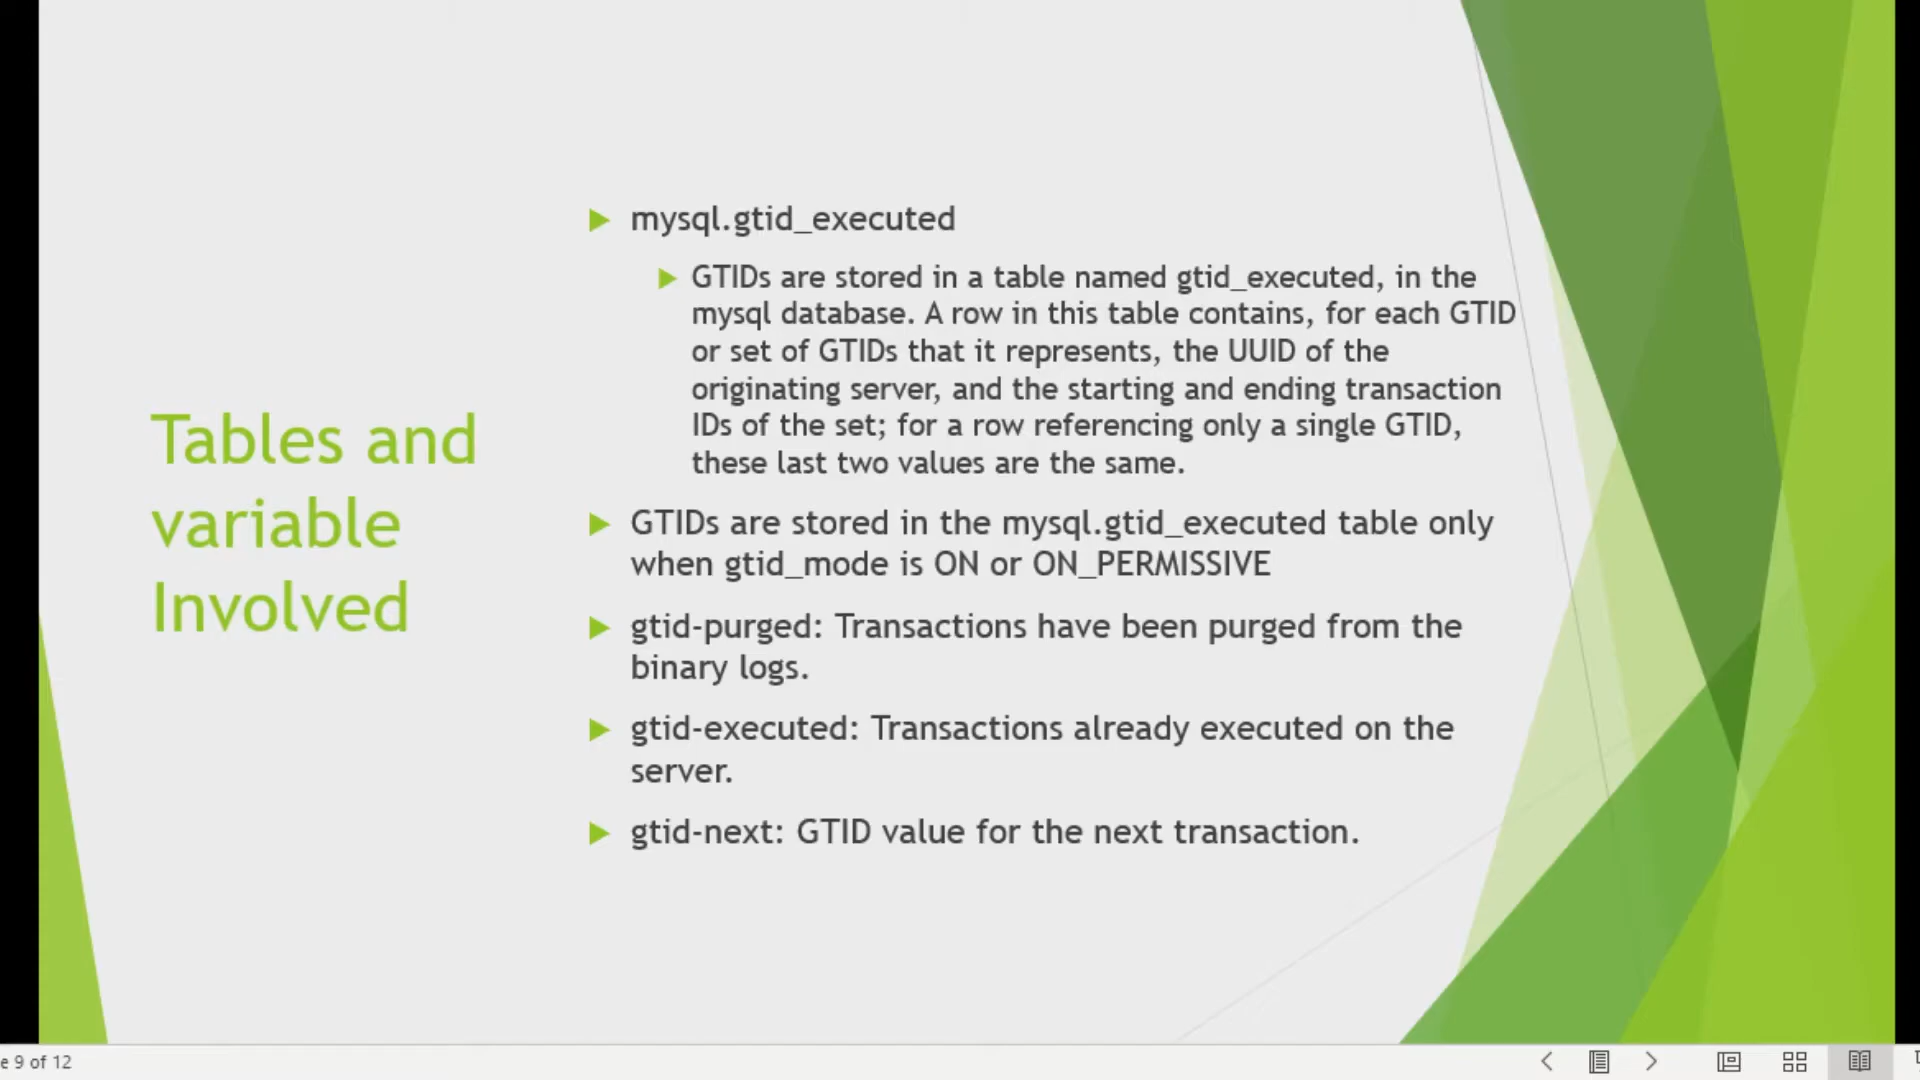 Tables and
variable
Involved
mysql.gtid_executed
GTIDs are stored in a table named gtid_executed, in the
mysql database. A row in this table contains, for each GTID
or set of GTIDs that it represents, the UUID of the
originating server, and the starting and ending transaction
IDs of the set; for a row referencing only a single GTID,
these last two values are the same.
GTIDs are stored in the mysql.gtid_executed table only
when gtid_mode is ON or ON_PERMISSIVE
gtid-purged: Transactions have been purged from the
binary logs.
gtid-executed: Transactions already executed on the
server.
gtid-next: GTID value for the next transaction.
e 9 of 12